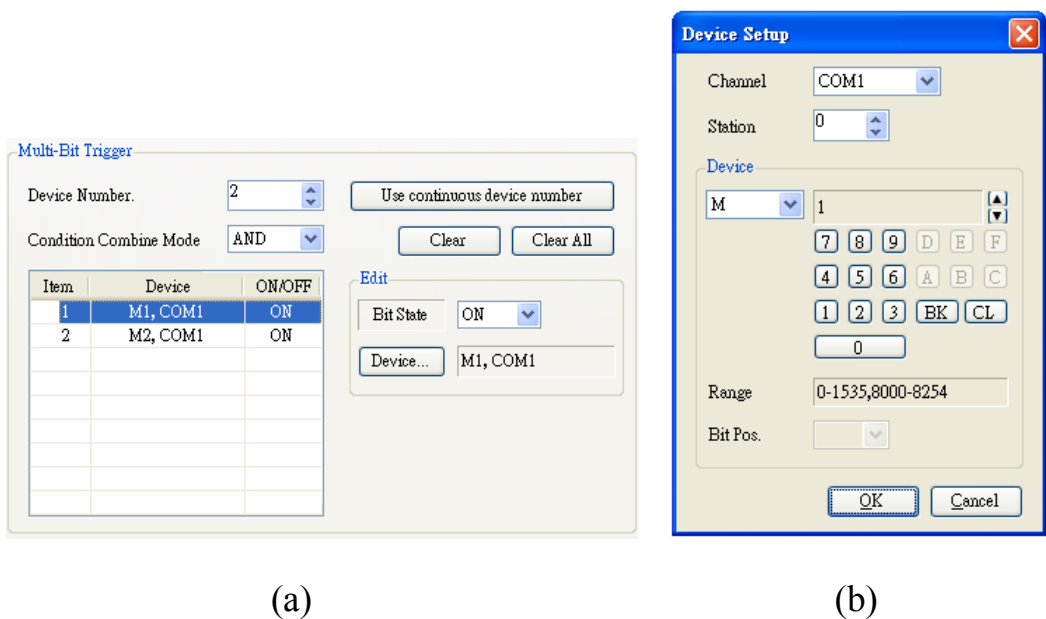 Multi-Bit Trigger
Device Number. 2 Use continuous device number
Condition Combine Mode AND Clear Clear All
Item Device ON/OFF
1 M1, COM1 ON
2 M2, COM1 ON
Edit
Bit State ON
Device... M1, COM1
(a)
Device Setup
Channel COM1
Station 0
Device
M 1
7 8 9 D E F
4 5 6 A B C
1 2 3 BK CL
0
Range 0-1535,8000-8254
Bit Pos.
OK Cancel
(b)